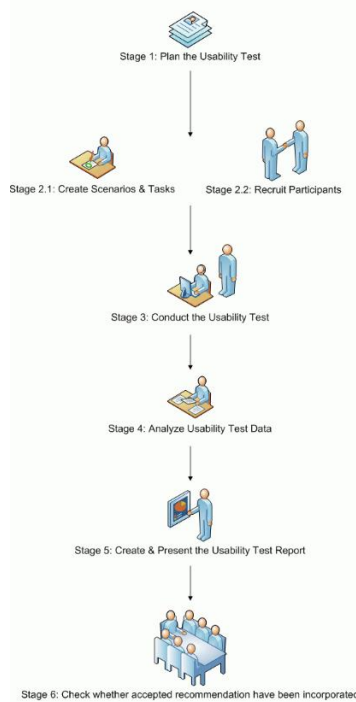 Stage 1: Plan the Usability Test
Stage 2.1: Create Scenarios & Tasks
Stage 2.2: Recruit Participants
Stage 3: Conduct the Usability Test
Stage 4: Analyze Usability Test Data
Stage 5: Create & Present the Usability Test Report
Stage 6: Check whether accepted recommendation have been incorporated